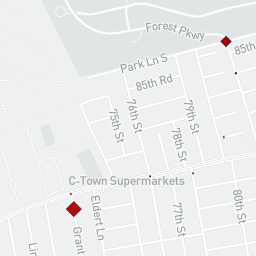 Forest Pkwy
Park Ln S
85th
85th Rd
75th St
76th St
79th St
78th St
C-Town Supermarkets
Eldert Ln
Grant
77th St
80th St